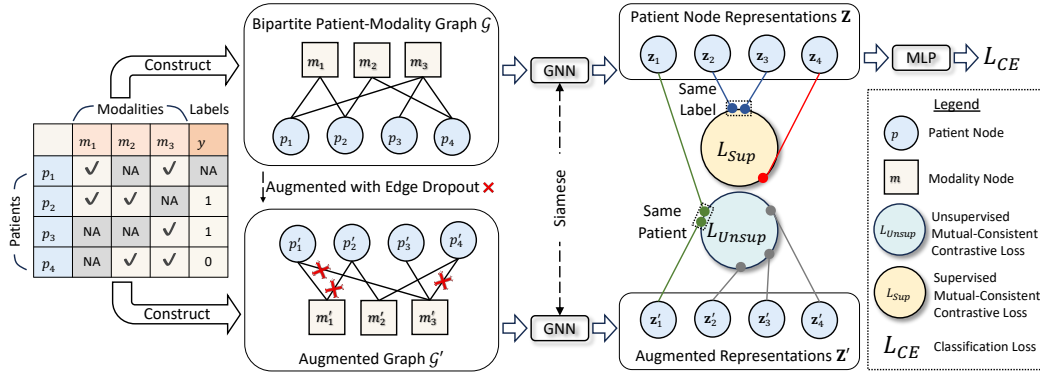 Modalities Labels
m₁ m₂ m₃ y
Patients
p₁ NA NA
p₂ NA 1
p₃ NA NA 1
p₄ NA 0
Construct
Construct
Bipartite Patient-Modality Graph 𝒢
m₁ m₂ m₃
p₁ p₂ p₃ p₄
Augmented with Edge Dropout
p′₁ p′₂ p′₃ p′₄
m′₁ m′₂ m′₃
Augmented Graph 𝒢′
GNN
Siamese
GNN
Patient Node Representations Z
z₁ z₂ z₃ z₄
Same
Label
L_Sup
Same
Patient
L_Unsup
z′₁ z′₂ z′₃ z′₄
Augmented Representations Z′
MLP
L_CE
Legend
p Patient Node
m Modality Node
L_Unsup
Unsupervised
Mutual-Consistent
Contrastive Loss
L_Sup
Supervised
Mutual-Consistent
Contrastive Loss
L_CE Classification Loss